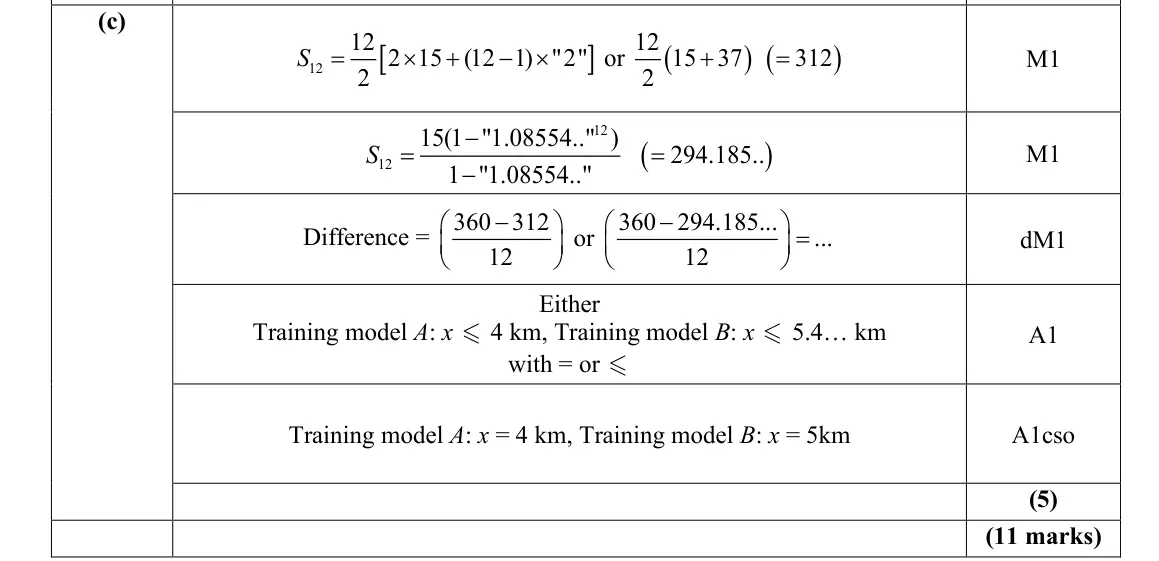 (c)
S₁₂ = 12/2 [2×15+(12−1)×"2"] or 12/2 (15+37) (=312) M1
S₁₂ = 15(1−"1.08554.."¹²) / 1−"1.08554.." (=294.185..) M1
Difference = (360−312 / 12) or (360−294.185... / 12) = ... dM1
Either
Training model A: x ⩽ 4 km, Training model B: x ⩽ 5.4… km
with = or ⩽
A1
Training model A: x = 4 km, Training model B: x = 5km A1cso
(5)
(11 marks)